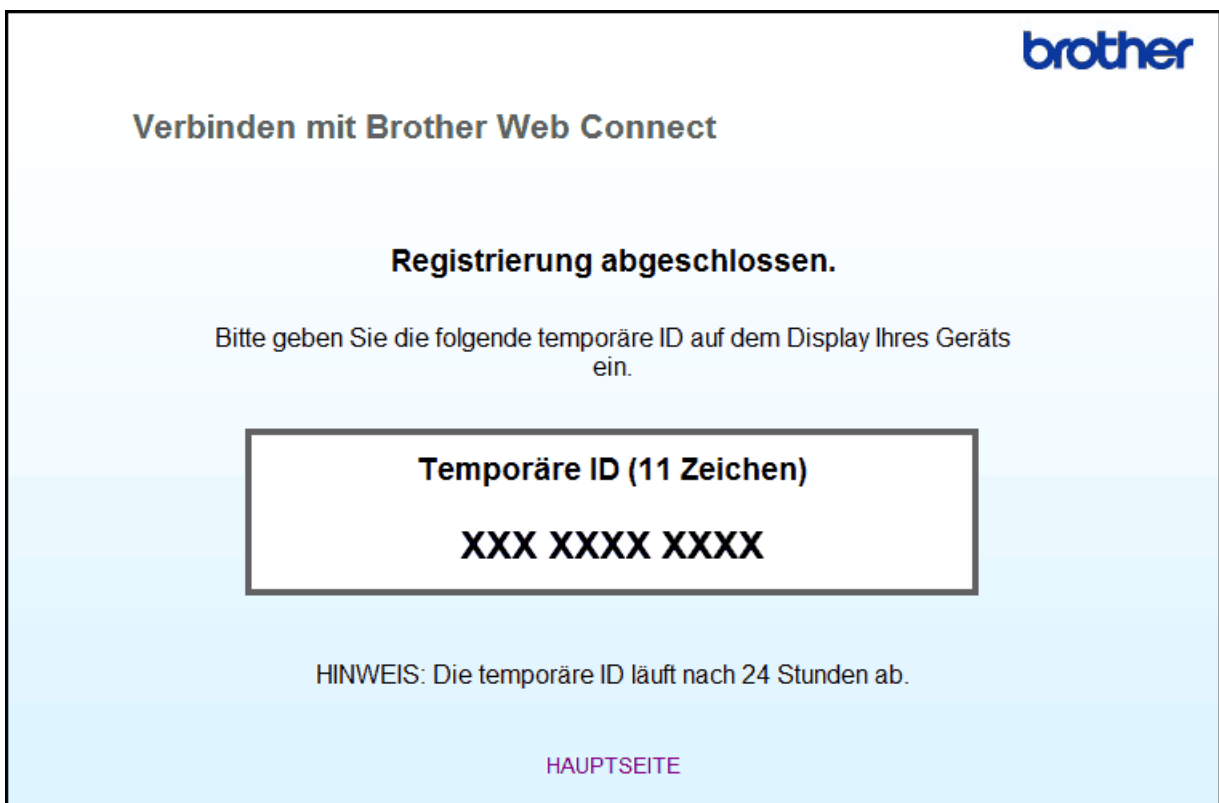 brother
Verbinden mit Brother Web Connect
Registrierung abgeschlossen.
Bitte geben Sie die folgende temporäre ID auf dem Display Ihres Geräts
ein.
Temporäre ID (11 Zeichen)
XXX XXXX XXXX
HINWEIS: Die temporäre ID läuft nach 24 Stunden ab.
HAUPTSEITE